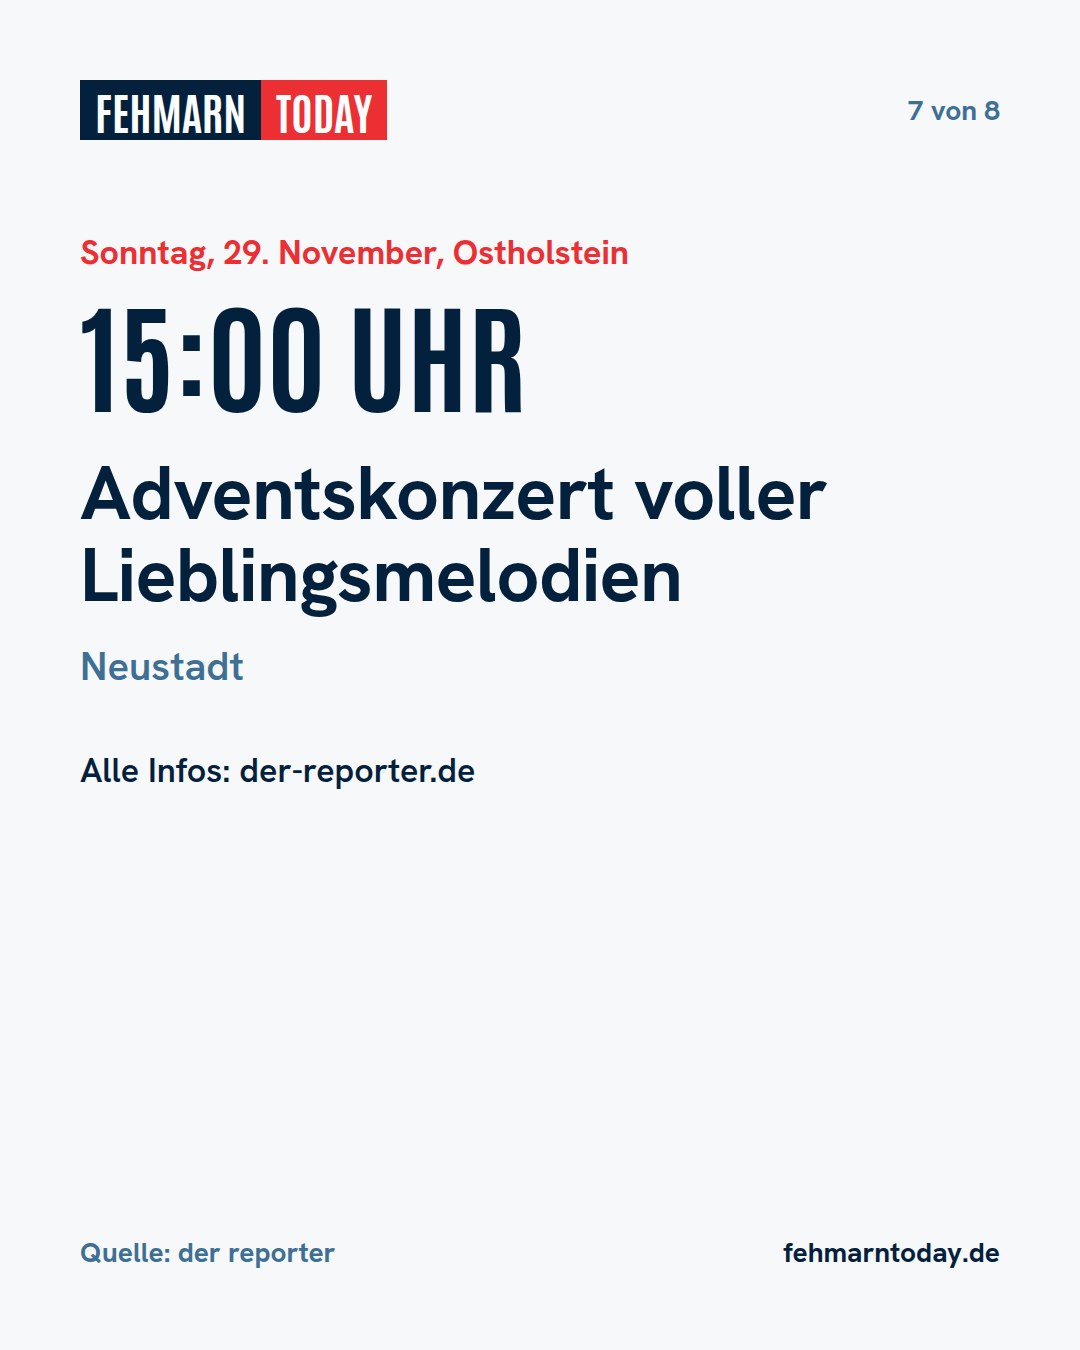 FEHMARN TODAY
7 von 8
Sonntag, 29. November, Ostholstein
15:00 UHR
Adventskonzert voller
Lieblingsmelodien
Neustadt
Alle Infos: der-reporter.de
Quelle: der reporter
fehmarntoday.de